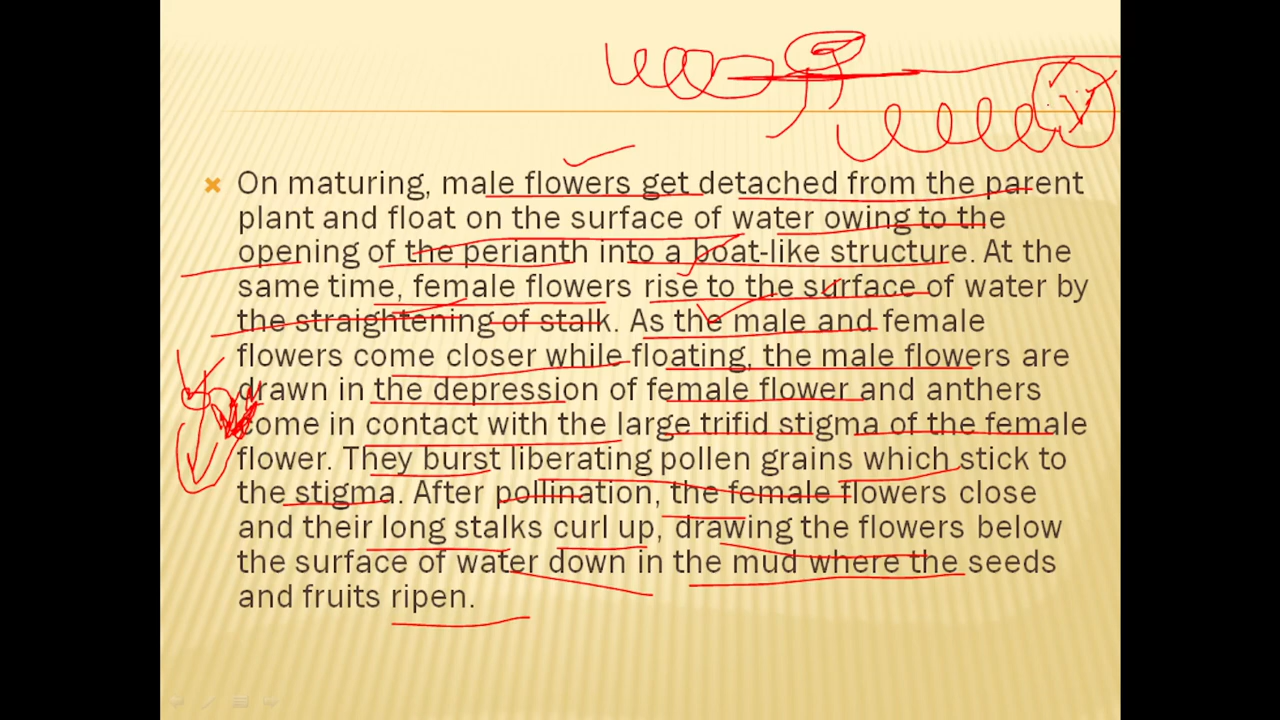 On maturing, male flowers get detached from the parent
plant and float on the surface of water owing to the
opening of the perianth into a boat-like structure. At the
same time, female flowers rise to the surface of water by
the straightening of stalk. As the male and female
flowers come closer while floating, the male flowers are
drawn in the depression of female flower and anthers
come in contact with the large trifid stigma of the female
flower. They burst liberating pollen grains which stick to
the stigma. After pollination, the female flowers close
and their long stalks curl up, drawing the flowers below
the surface of water down in the mud where the seeds
and fruits ripen.